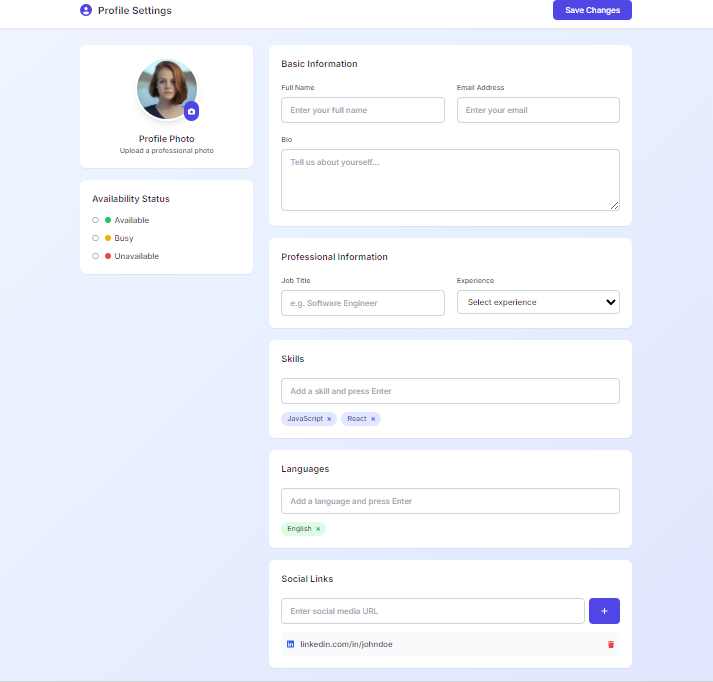 Profile Settings
Save Changes
Profile Photo
Upload a professional photo
Availability Status
Available
Busy
Unavailable
Basic Information
Full Name
Email Address
Enter your full name
Enter your email
Bio
Tell us about yourself...
Professional Information
Job Title
Experience
e.g. Software Engineer
Select experience
Skills
Add a skill and press Enter
JavaScript × React ×
Languages
Add a language and press Enter
English ×
Social Links
Enter social media URL
+
in linkedin.com/in/johndoe